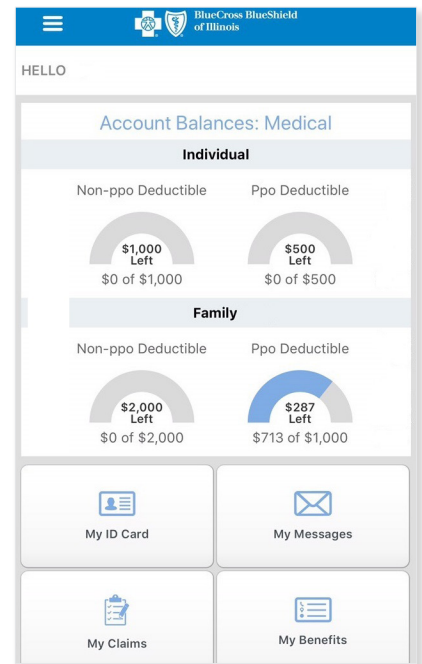 BlueCross BlueShield
of Illinois
HELLO
Account Balances: Medical
Individual
Non-ppo Deductible Ppo Deductible
$1,000 $500
Left Left
$0 of $1,000 $0 of $500
Family
Non-ppo Deductible Ppo Deductible
$2,000 $287
Left Left
$0 of $2,000 $713 of $1,000
My ID Card My Messages
My Claims My Benefits